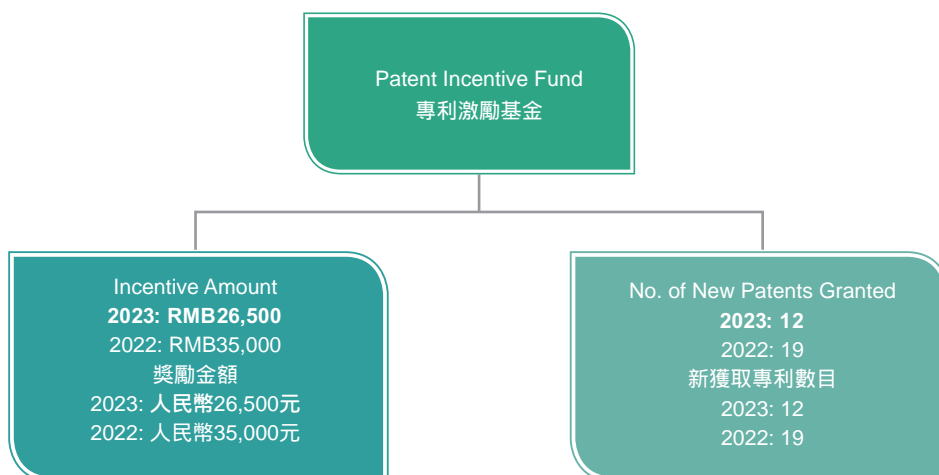 Patent Incentive Fund
專利激勵基金
Incentive Amount
2023: RMB26,500
2022: RMB35,000
獎勵金額
2023: 人民幣26,500元
2022: 人民幣35,000元
No. of New Patents Granted
2023: 12
2022: 19
新獲取專利數目
2023: 12
2022: 19